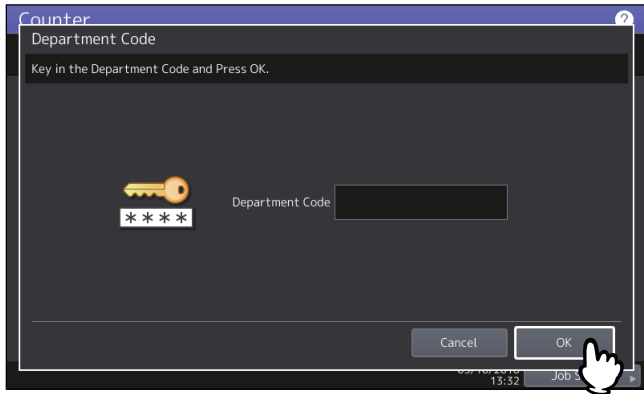 Counter
?
Department Code
Key in the Department Code and Press OK.
Department Code
****
Cancel
OK
13:32
Job